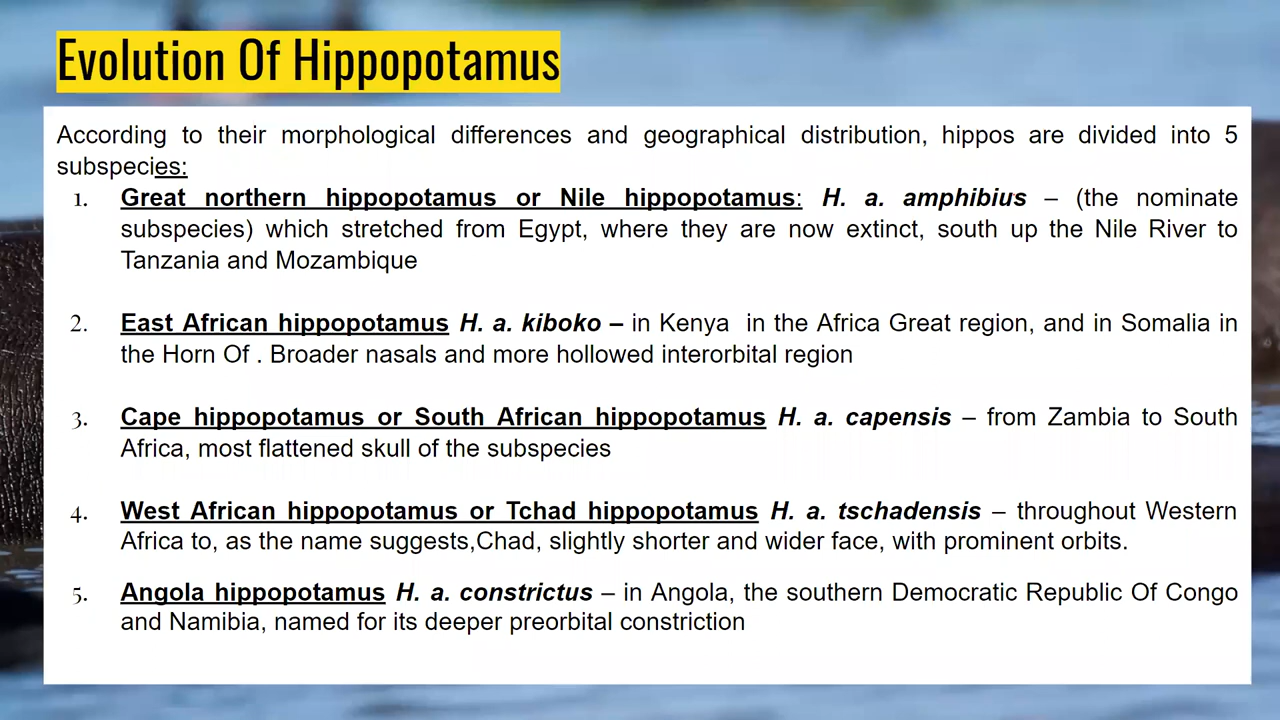 Evolution Of Hippopotamus
According to their morphological differences and geographical distribution, hippos are divided into 5
subspecies:
1. Great northern hippopotamus or Nile hippopotamus: H. a. amphibius – (the nominate
subspecies) which stretched from Egypt, where they are now extinct, south up the Nile River to
Tanzania and Mozambique
2. East African hippopotamus H. a. kiboko – in Kenya in the Africa Great region, and in Somalia in
the Horn Of . Broader nasals and more hollowed interorbital region
3. Cape hippopotamus or South African hippopotamus H. a. capensis – from Zambia to South
Africa, most flattened skull of the subspecies
4. West African hippopotamus or Tchad hippopotamus H. a. tschadensis – throughout Western
Africa to, as the name suggests,Chad, slightly shorter and wider face, with prominent orbits.
5. Angola hippopotamus H. a. constrictus – in Angola, the southern Democratic Republic Of Congo
and Namibia, named for its deeper preorbital constriction